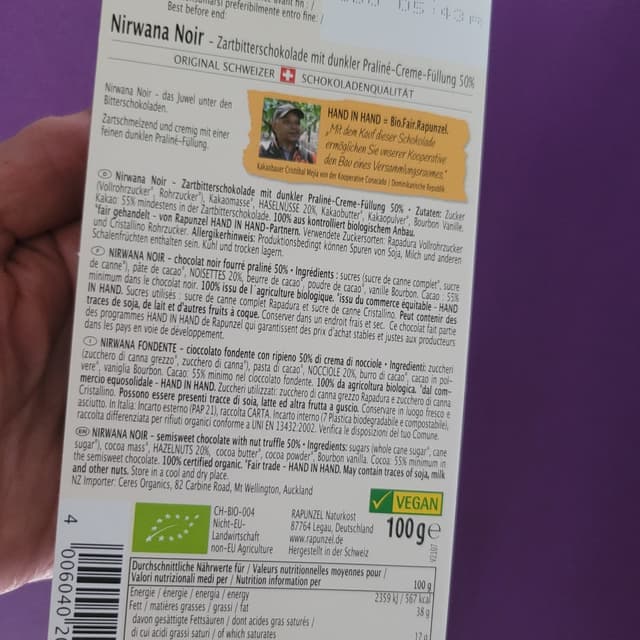 Best before end:
05:43
Nirwana Noir - Zartbitterschokolade mit dunkler Praliné-Creme-Füllung 50%
ORIGINAL SCHWEIZER SCHOKOLADENQUALITÄT
Nirwana Noir - das Juwel unter den
Bitterschokoladen.
Zartschmelzend und cremig mit einer
feinen dunklen Praliné-Füllung.
HAND IN HAND = Bio.Fair.Rapunzel.
„Mit dem Kauf dieser Schokolade
ermöglichen Sie unserer Kooperative
den Bau eines Versammlungsraumes."
Kakaobauer Cristóbal Mejía von der Kooperative Conacado | Dominikanische Republik
D Nirwana Noir - Zartbitterschokolade mit dunkler Praliné-Creme-Füllung 50% • Zutaten: Zucker
(Vollrohrzucker*, Rohrzucker*), Kakaomasse*, HASELNÜSSE 20%, Kakaobutter*, Kakaopulver*, Bourbon Vanille.
Kakao: 55% mindestens in der Zartbitterschokolade. 100% aus kontrolliert biologischem Anbau.
*fair gehandelt - von Rapunzel HAND IN HAND-Partnern. Verwendete Zuckersorten: Rapadura Vollrohrzucker
und Cristallino Rohrzucker. Allergikerhinweis: Produktionsbedingt können Spuren von Soja, Milch und anderen
Schalenfrüchten enthalten sein. Kühl und trocken lagern.
F NIRWANA NOIR - chocolat noir fourré praliné 50% • Ingrédients : sucres (sucre de canne complet*, sucre
de canne*), pâte de cacao*, NOISETTES 20%, beurre de cacao*, poudre de cacao*, vanille Bourbon. Cacao : 55%
minimum dans le chocolat noir. 100% issu de l'agriculture biologique. *issu du commerce équitable - HAND
IN HAND. Sucres utilisés : sucre de canne complet Rapadura et sucre de canne Cristallino. Peut contenir des
traces de soja, de lait et d'autres fruits à coque. Conserver dans un endroit frais et sec. Ce chocolat fait partie
des programmes HAND IN HAND de Rapunzel qui garantissent des prix d'achat stables et justes aux producteurs
dans les pays en voie de développement.
I NIRWANA FONDENTE - cioccolato fondente con ripieno 50% di crema di nocciole • Ingredienti: zuccheri
(zucchero di canna grezzo*, zucchero di canna*), pasta di cacao*, NOCCIOLE 20%, burro di cacao*, cacao in pol-
vere*, vaniglia Bourbon. Cacao: 55% minimo nel cioccolato fondente. 100% da agricoltura biologica. *dal com-
mercio equosolidale - HAND IN HAND. Zuccheri utilizzati: zucchero di canna grezzo Rapadura e zucchero di canna
Cristallino. Possono essere presenti tracce di soia, latte ed altra frutta a guscio. Conservare in luogo fresco e
asciutto. In Italia: Incarto esterno (PAP 21), raccolta CARTA, Incarto interno (7 Plastica biodegradabile e compostabile),
raccolta differenziata per rifiuti organici conforme a UNI EN 13432:2002. Verifica le disposizioni del tuo Comune.
EN NIRWANA NOIR - semisweet chocolate with nut truffle 50% • Ingredients: sugars (whole cane sugar*, cane
sugar*), cocoa mass*, HAZELNUTS 20%, cocoa butter*, cocoa powder*, Bourbon vanilla. Cocoa: 55% minimum in
the semisweet chocolate. 100% certified organic. *Fair trade - HAND IN HAND. May contain traces of soja, milk
and other nuts. Store in a cool and dry place.
NZ Importer: Ceres Organics, 82 Carbine Road, Mt Wellington, Auckland
CH-BIO-004
Nicht-EU-
Landwirtschaft
non-EU Agriculture
RAPUNZEL Naturkost
87764 Legau, Deutschland
www.rapunzel.de
Hergestellt in der Schweiz
VEGAN
100g e
4 006040 20
Durchschnittliche Nährwerte für / Valeurs nutritionnelles moyennes pour /
Valori nutrizionali medi per / Nutrition information per 100 g
Energie / énergie / energia / energy 2359 kJ / 567 kcal
Fett / matières grasses / grassi / fat 38 g
davon gesättigte Fettsäuren / dont acides gras saturés /
di cui acidi grassi saturi / of which saturates 17 g